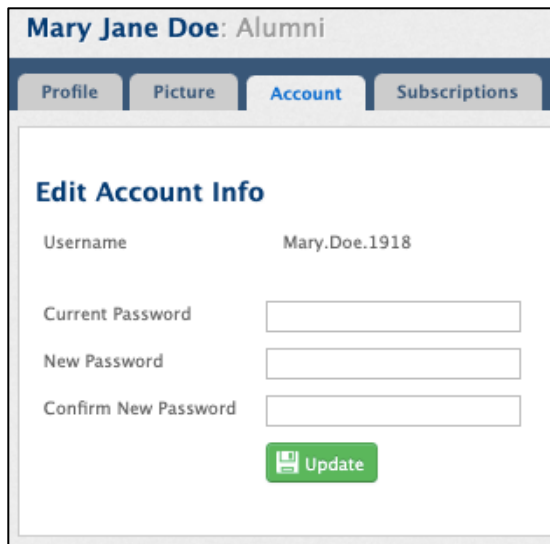 Mary Jane Doe: Alumni
Profile Picture Account Subscriptions
Edit Account Info
Username Mary.Doe.1918
Current Password
New Password
Confirm New Password
Update